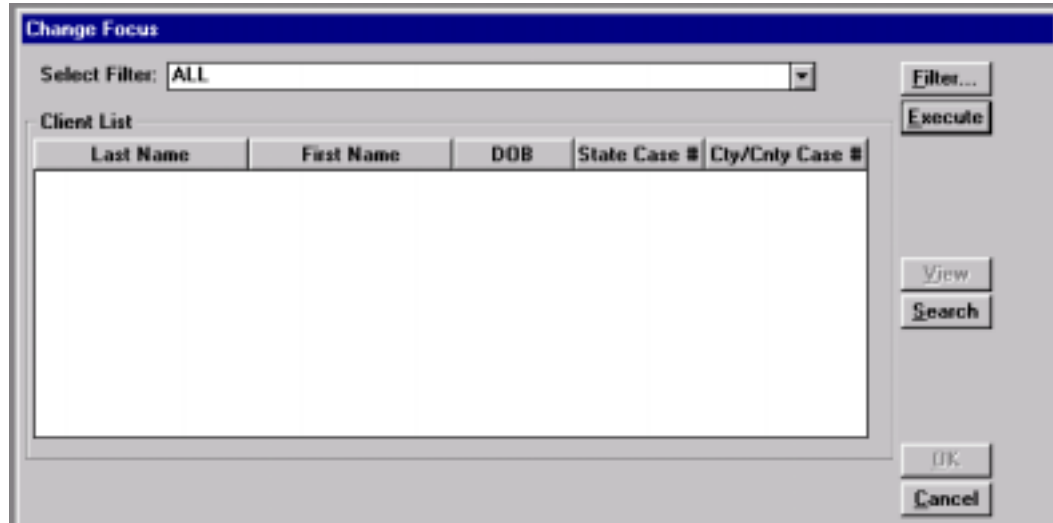 Change Focus
Select Filter: ALL
Filter...
Execute
Client List
Last Name First Name DOB State Case # Cty/Cnty Case #
View
Search
OK
Cancel